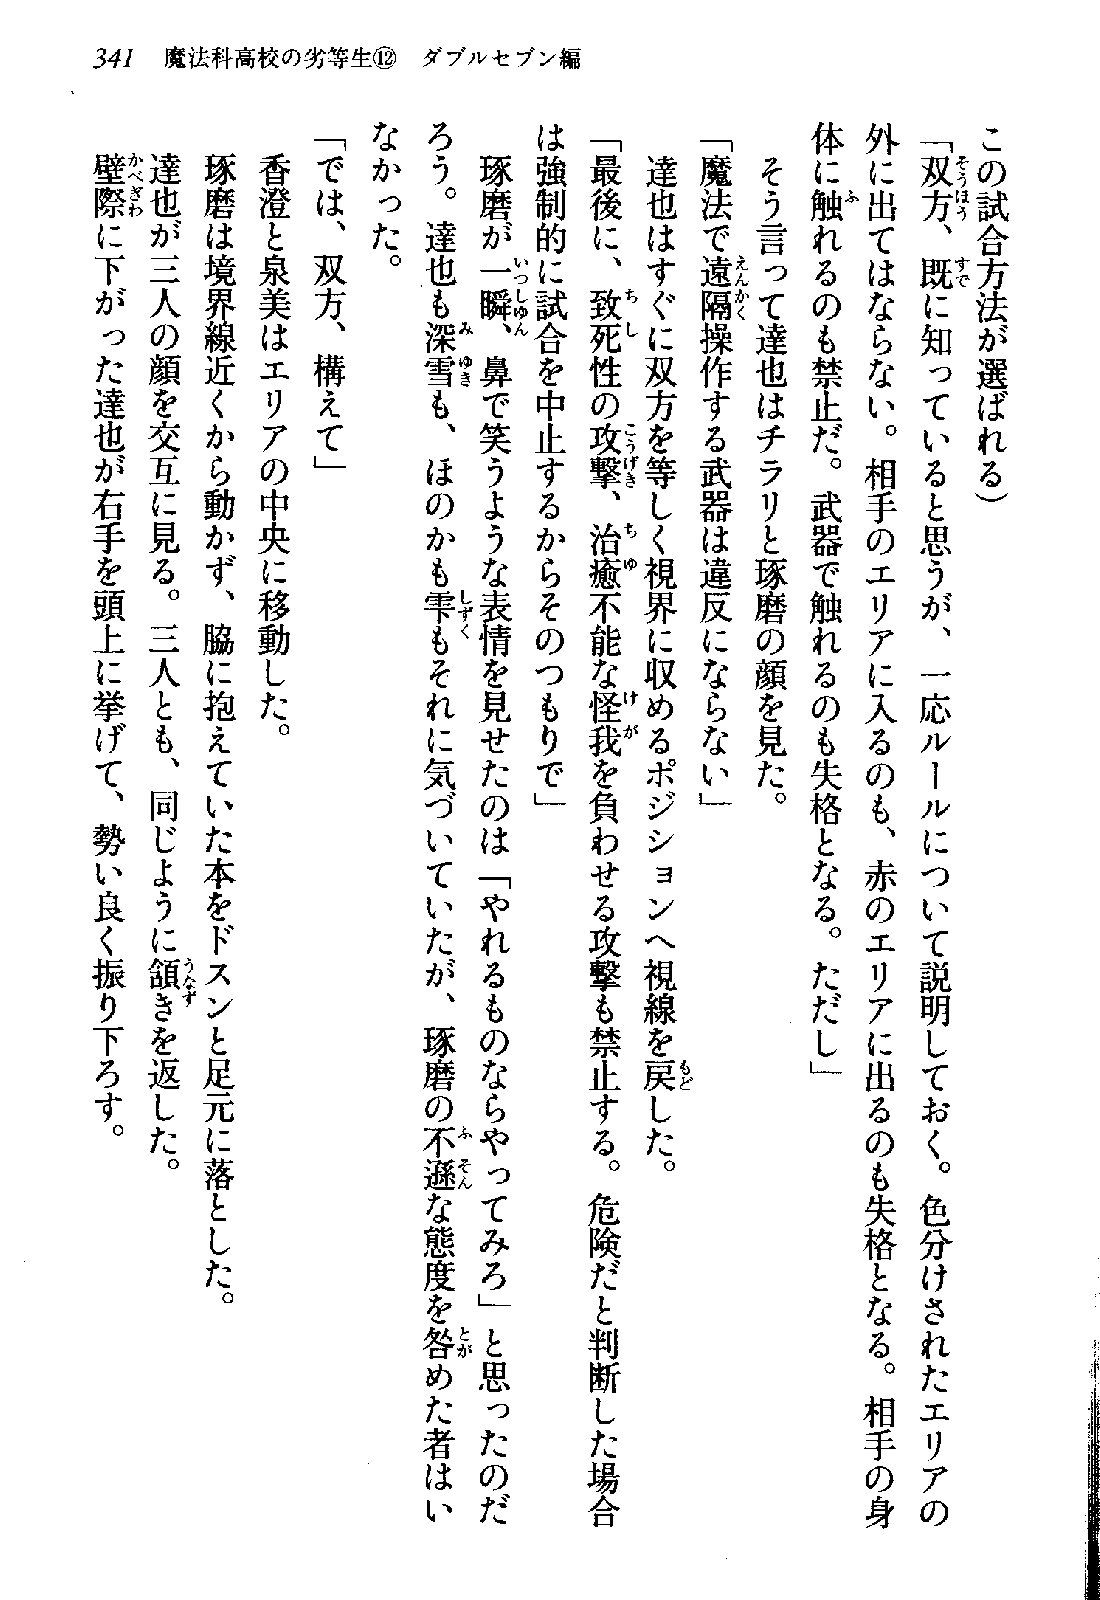 341　魔法科高校の劣等生⑫　ダブルセブン編
この試合方法が選ばれる）
「双方、既に知っていると思うが、一応ルールについて説明しておく。色分けされたエリアの
外に出てはならない。相手のエリアに入るのも、赤のエリアに出るのも失格となる。相手の身
体に触れるのも禁止だ。武器で触れるのも失格となる。ただし」
　そう言って達也はチラリと琢磨の顔を見た。
「魔法で遠隔操作する武器は違反にならない」
　達也はすぐに双方を等しく視界に収めるポジションへ視線を戻した。
「最後に、致死性の攻撃、治癒不能な怪我を負わせる攻撃も禁止する。危険だと判断した場合
は強制的に試合を中止するからそのつもりで」
　琢磨が一瞬、鼻で笑うような表情を見せたのは「やれるものならやってみろ」と思ったのだ
ろう。達也も深雪も、ほのかも雫もそれに気づいていたが、琢磨の不遜な態度を咎めた者はい
なかった。
「では、双方、構えて」
　香澄と泉美はエリアの中央に移動した。
　琢磨は境界線近くから動かず、脇に抱えていた本をドスンと足元に落とした。
　達也が三人の顔を交互に見る。三人とも、同じように頷きを返した。
　壁際に下がった達也が右手を頭上に挙げて、勢い良く振り下ろす。